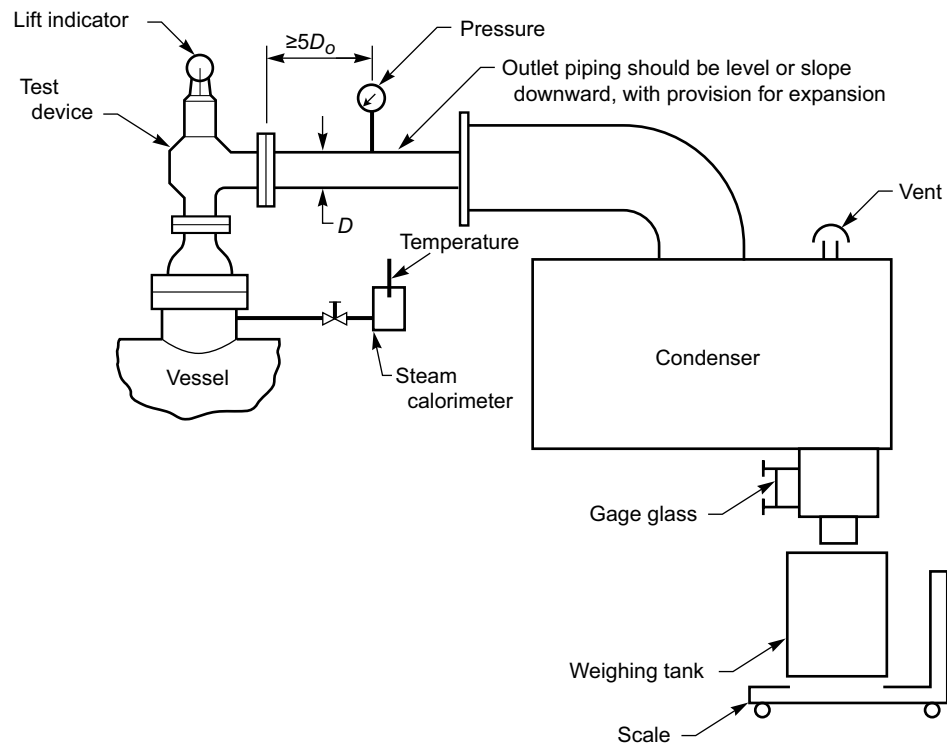 Lift indicator
≥5Do
Pressure
Test
device
Outlet piping should be level or slope
downward, with provision for expansion
D
Temperature
Vent
Vessel
Steam
calorimeter
Condenser
Gage glass
Weighing tank
Scale